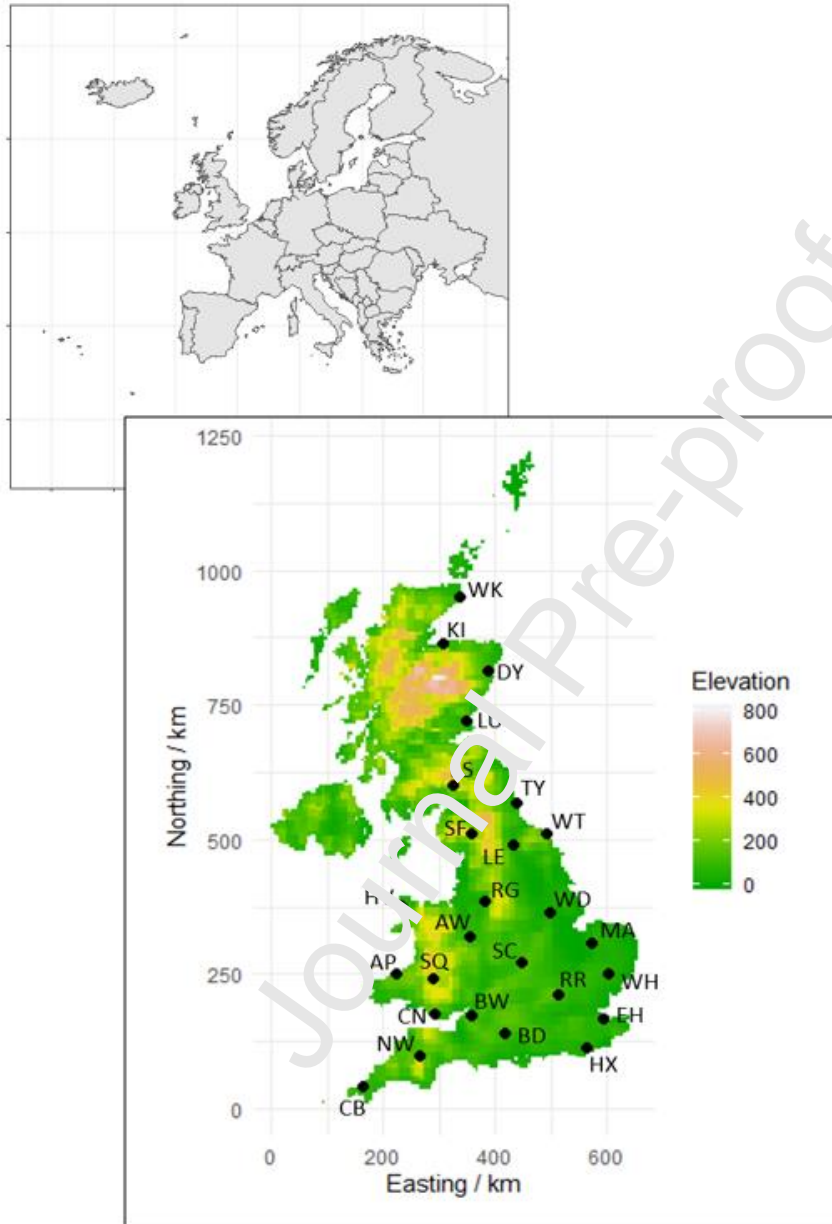 Journal Pre-proof
1250
1000
750
500
250
0
Northing / km
0 200 400 600
Easting / km
WK
KI
DY
TY
WT
SF
LE
RG
WD
AW
MA
SC
AP
SQ
RR
WH
CN
BW
EH
NW
BD
HX
CB
Elevation
800
600
400
200
0